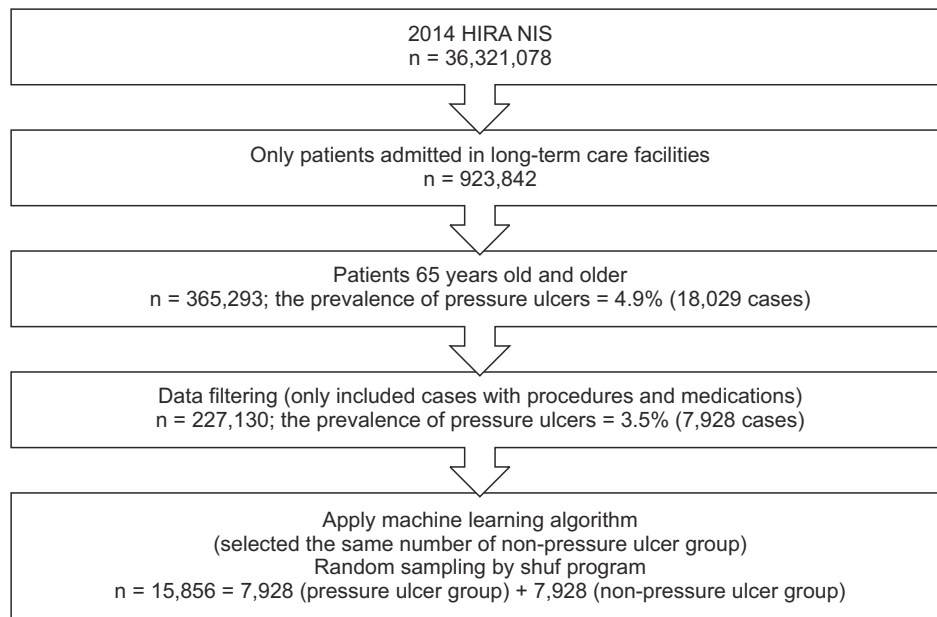 2014 HIRA NIS
n = 36,321,078
Only patients admitted in long-term care facilities
n = 923,842
Patients 65 years old and older
n = 365,293; the prevalence of pressure ulcers = 4.9% (18,029 cases)
Data filtering (only included cases with procedures and medications)
n = 227,130; the prevalence of pressure ulcers = 3.5% (7,928 cases)
Apply machine learning algorithm
(selected the same number of non-pressure ulcer group)
Random sampling by shuf program
n = 15,856 = 7,928 (pressure ulcer group) + 7,928 (non-pressure ulcer group)